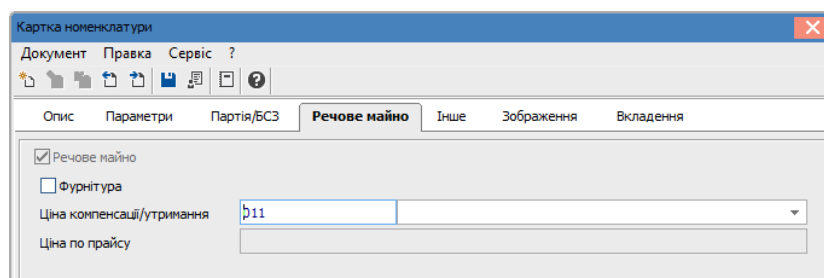 Картка номенклатури
Документ Правка Сервіс ?
Опис Параметри Партія/БСЗ Речове майно Інше Зображення Вкладення
Речове майно
Фурнітура
Ціна компенсації/утримання
Ціна по прайсу